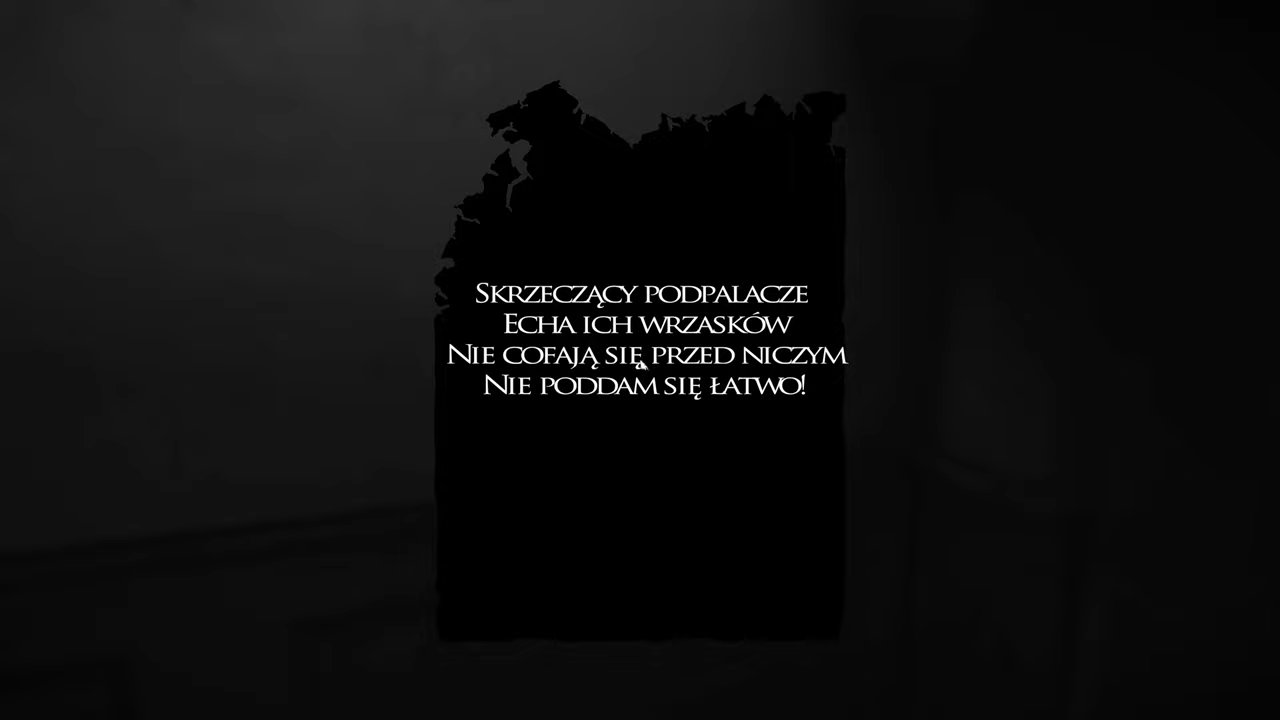 Skrzeczący podpalacze
Echa ich wrzasków
Nie cofają się przed niczym
Nie poddam się łatwo!